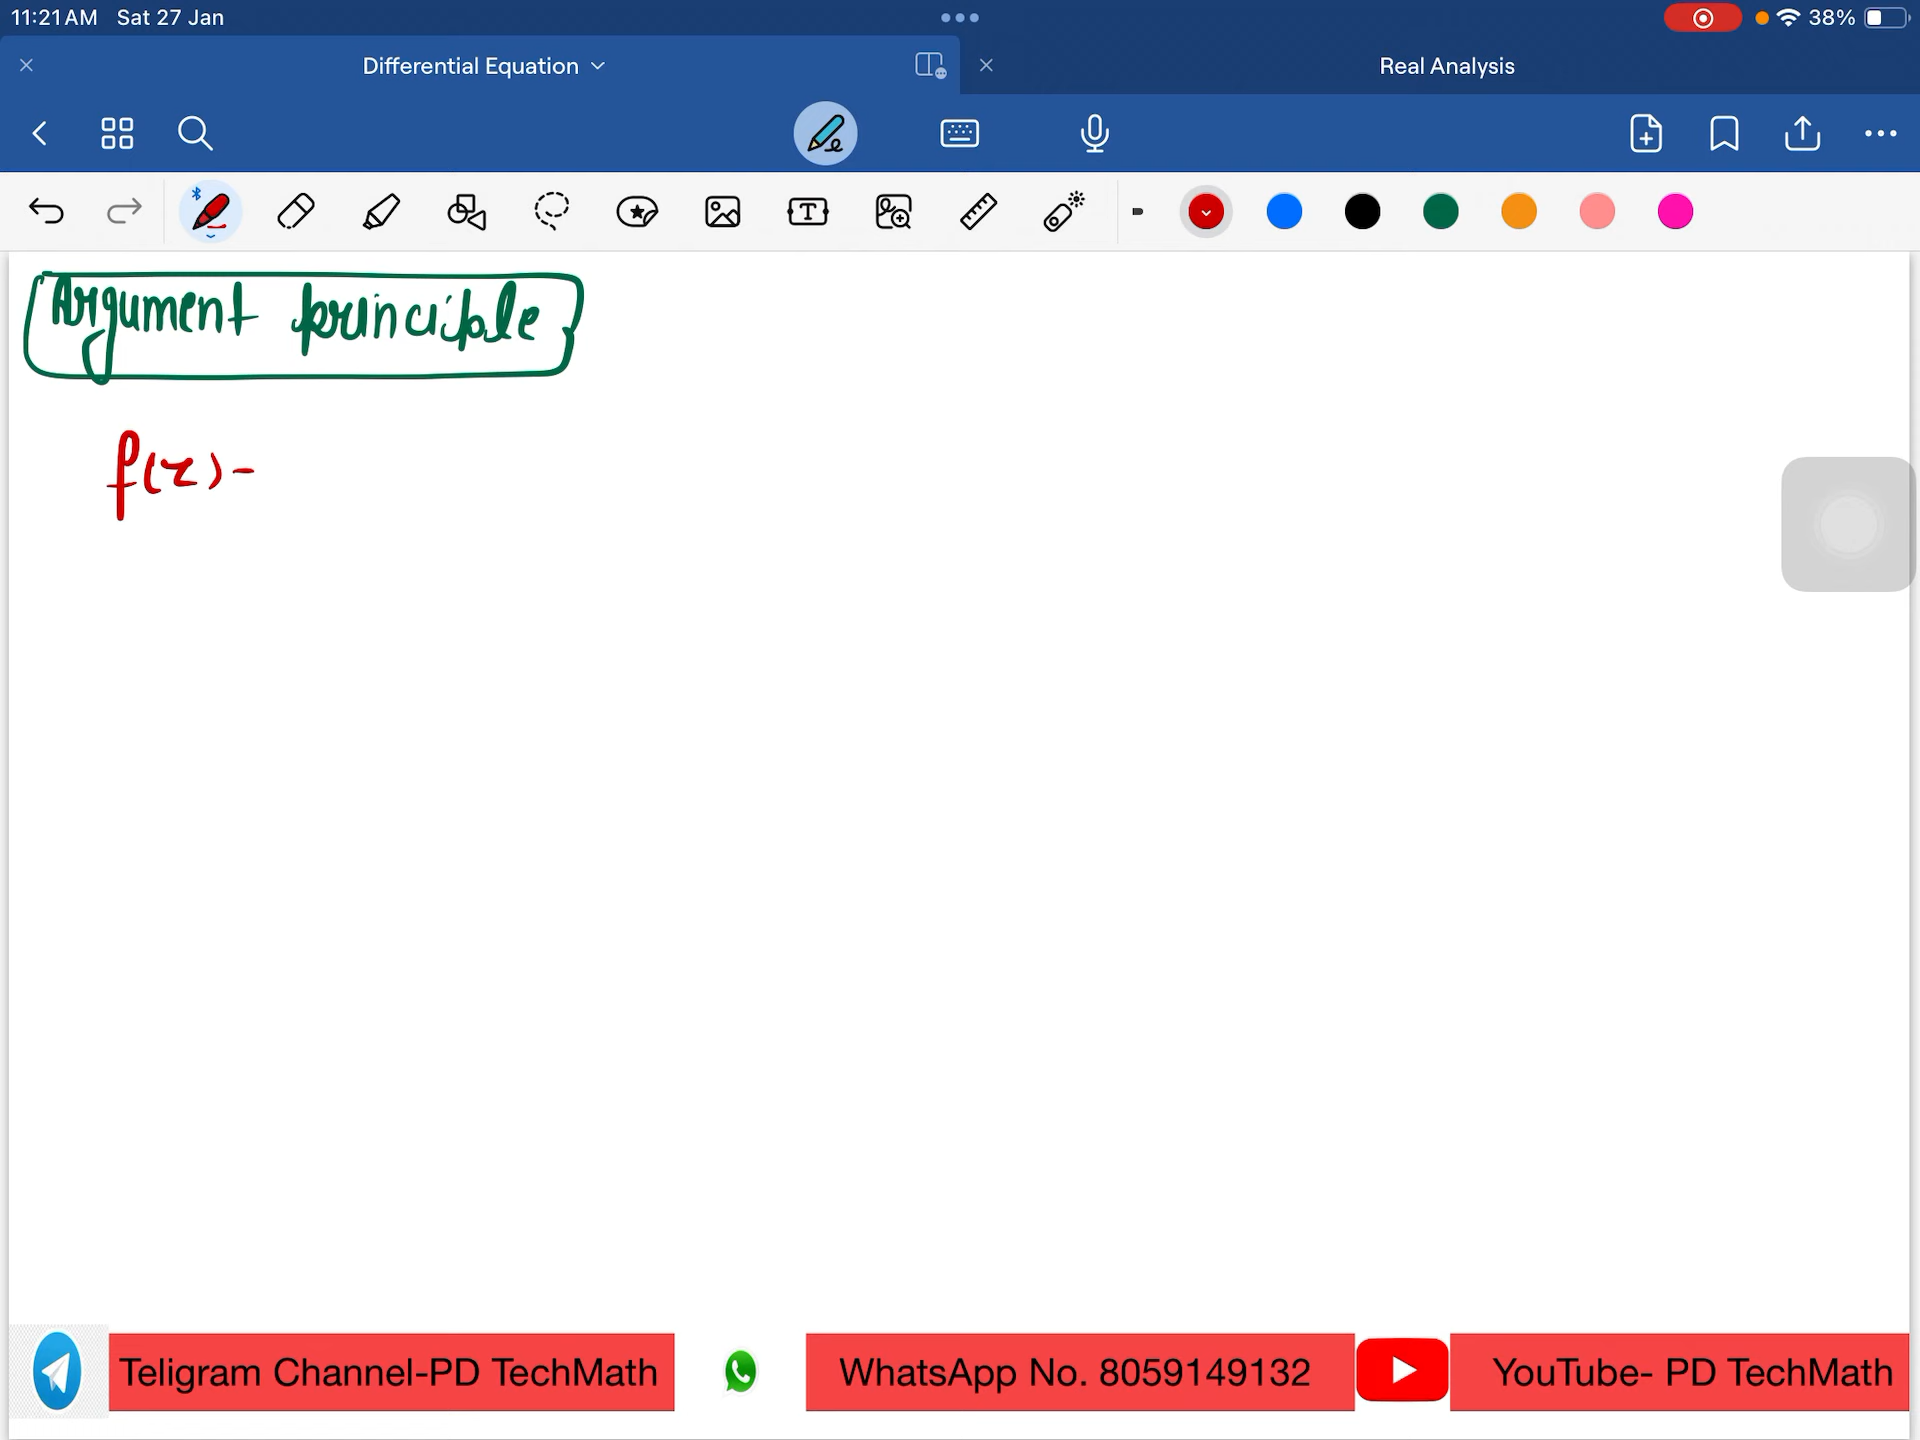 11:21 AM Sat 27 Jan 38%
Differential Equation Real Analysis
Argument principle
f(z)-
Teligram Channel-PD TechMath WhatsApp No. 8059149132 YouTube- PD TechMath